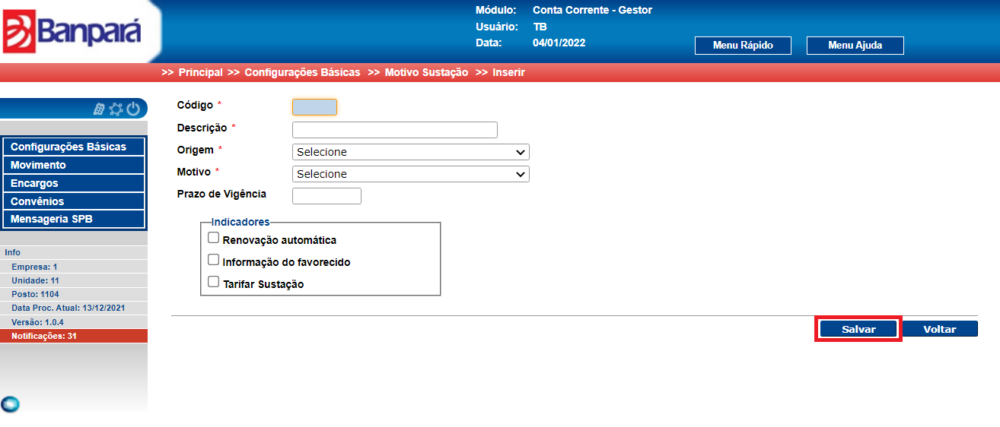 Banpará
Módulo: Conta Corrente - Gestor
Usuário: TB
Data: 04/01/2022
Menu Rápido
Menu Ajuda
>> Principal >> Configurações Básicas >> Motivo Sustação >> Inserir
Configurações Básicas
Movimento
Encargos
Convênios
Mensageria SPB
Info
Empresa: 1
Unidade: 11
Posto: 1104
Data Proc. Atual: 13/12/2021
Versão: 1.0.4
Notificações: 31
Código *
Descrição *
Origem * Selecione
Motivo * Selecione
Prazo de Vigência
Indicadores
Renovação automática
Informação do favorecido
Tarifar Sustação
Salvar
Voltar